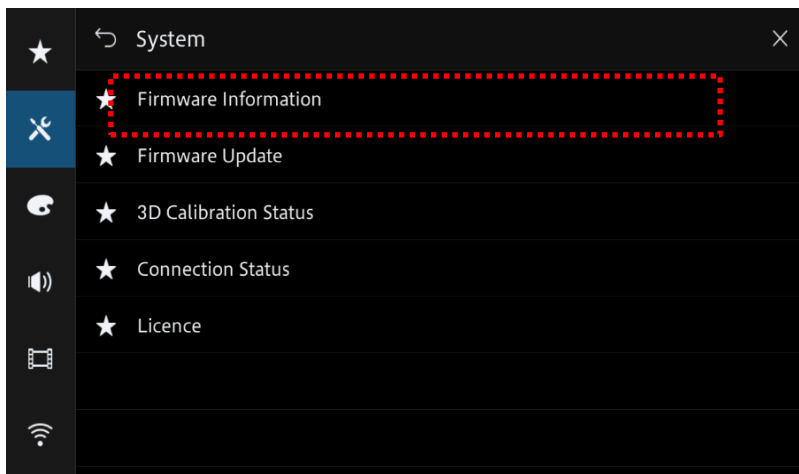 System
Firmware Information
Firmware Update
3D Calibration Status
Connection Status
Licence